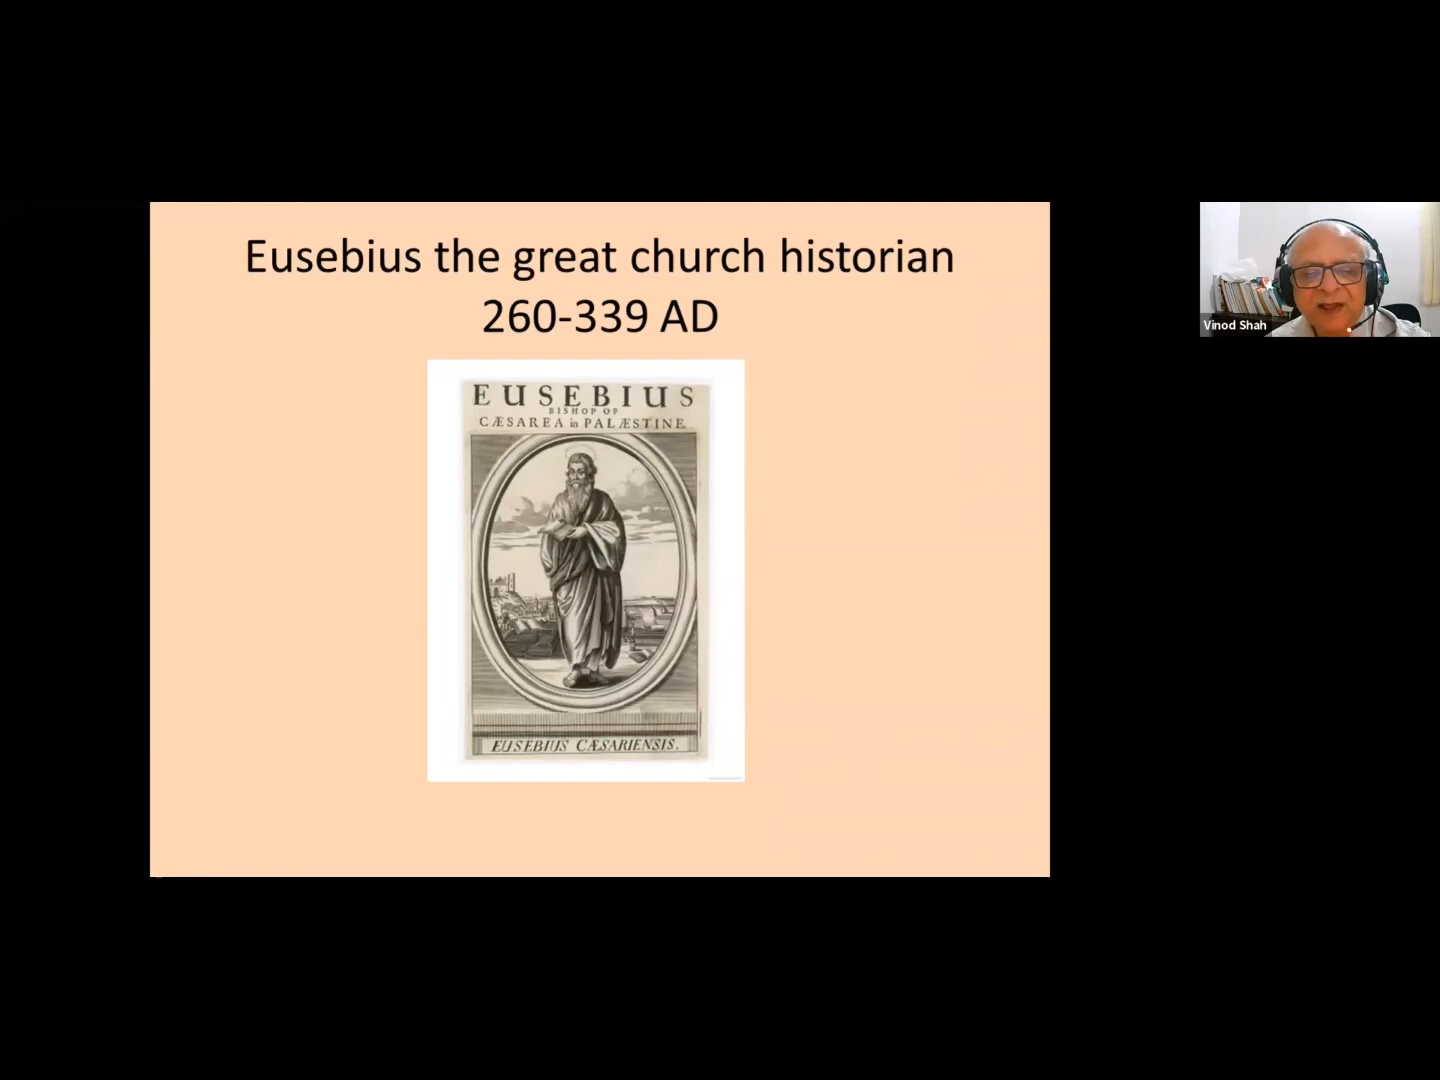 Eusebius the great church historian
260-339 AD
EUSEBIUS
BISHOP OF
CÆSAREA in PALÆSTINE
EUSEBIUS CÆSARIENSIS.
Vinod Shah